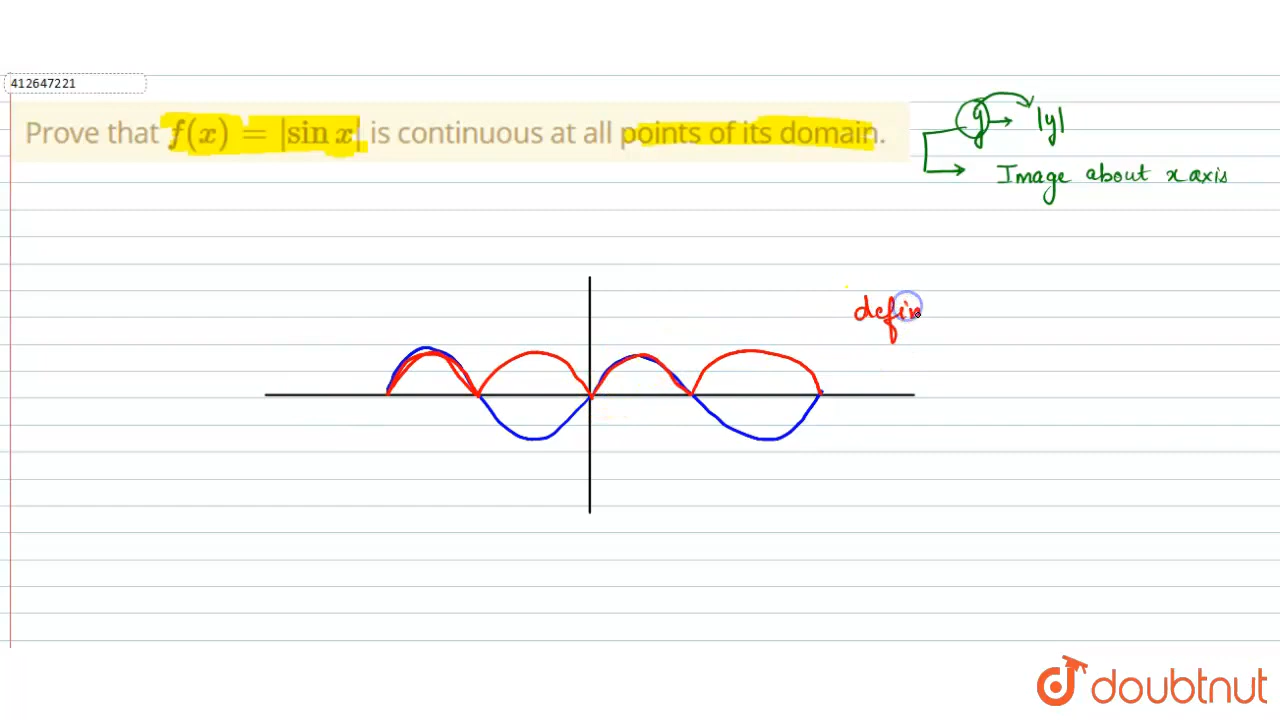 412647221
Prove that f(x) = |sin x| is continuous at all points of its domain.
y → |y|
Image about x axis
defin
doubtnut